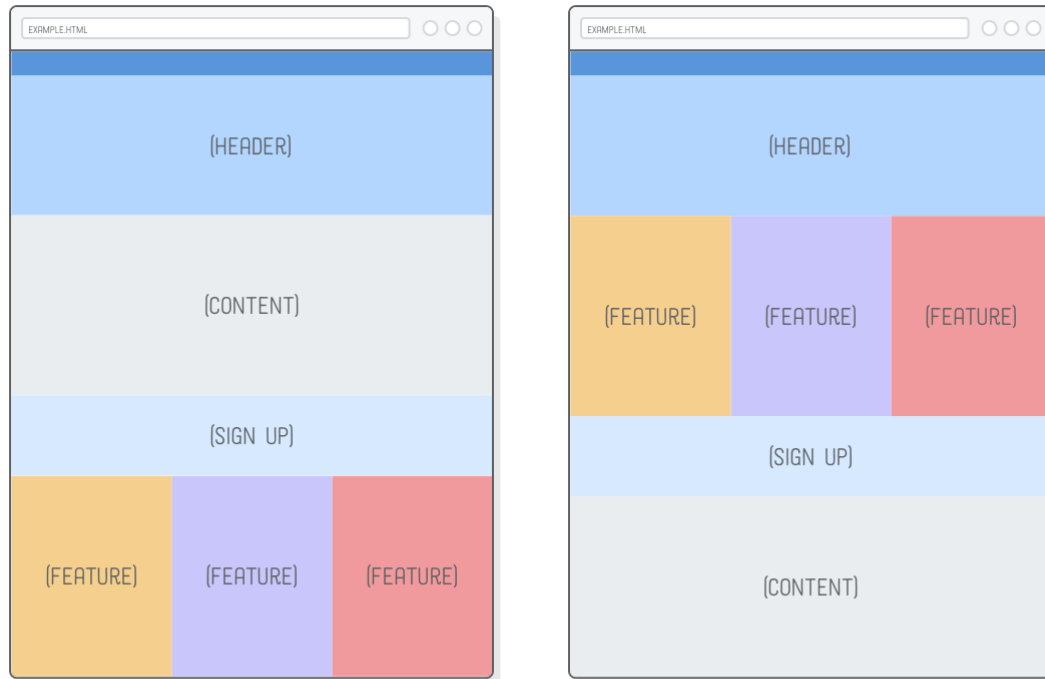 EXAMPLE.HTML
(HEADER)
(CONTENT)
(SIGN UP)
(FEATURE) (FEATURE) (FEATURE)
EXAMPLE.HTML
(HEADER)
(FEATURE) (FEATURE) (FEATURE)
(SIGN UP)
(CONTENT)